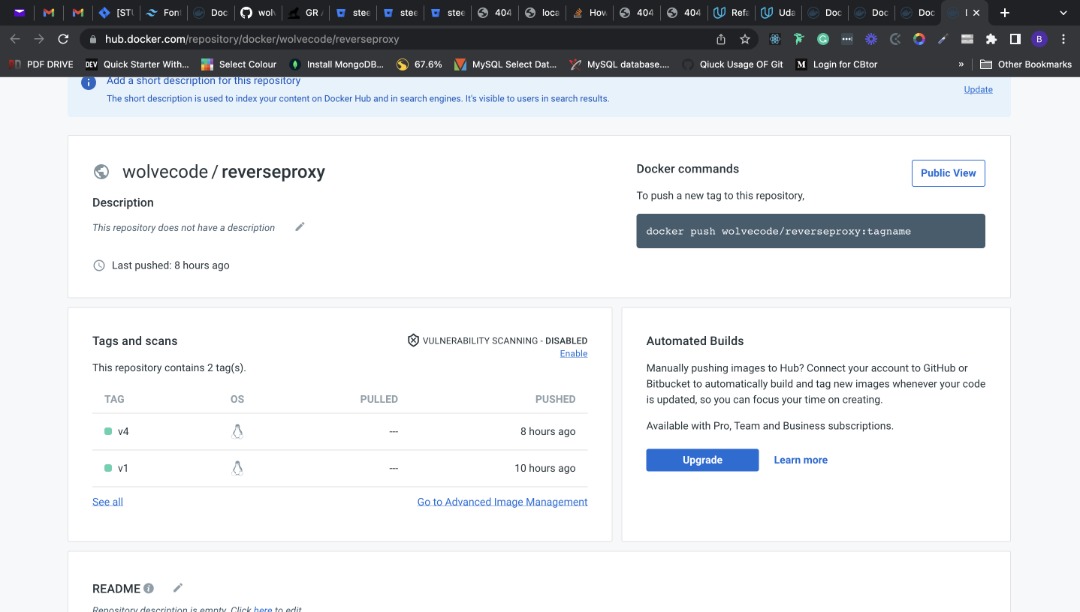 [ST
Fon
Doc
wol
GR
stee
stee
stee
404
loca
Hov
404
404
Refa
Uda
Doc
Doc
Doc
hub.docker.com/repository/docker/wolvecode/reverseproxy
B
PDF DRIVE
DEV Quick Starter With...
Select Colour
Install MongoDB...
67.6%
MySQL Select Dat...
MySQL database....
Qiuck Usage OF Git
M Login for CBtor
»
Other Bookmarks
Add a short description for this repository
The short description is used to index your content on Docker Hub and in search engines. It's visible to users in search results.
Update
wolvecode / reverseproxy
Description
This repository does not have a description
Last pushed: 8 hours ago
Docker commands
Public View
To push a new tag to this repository,
docker push wolvecode/reverseproxy:tagname
Tags and scans
VULNERABILITY SCANNING - DISABLED
Enable
This repository contains 2 tag(s).
TAG OS PULLED PUSHED
v4 --- 8 hours ago
v1 --- 10 hours ago
See all
Go to Advanced Image Management
Automated Builds
Manually pushing images to Hub? Connect your account to GitHub or
Bitbucket to automatically build and tag new images whenever your code
is updated, so you can focus your time on creating.
Available with Pro, Team and Business subscriptions.
Upgrade
Learn more
README
Repository description is empty. Click here to edit.